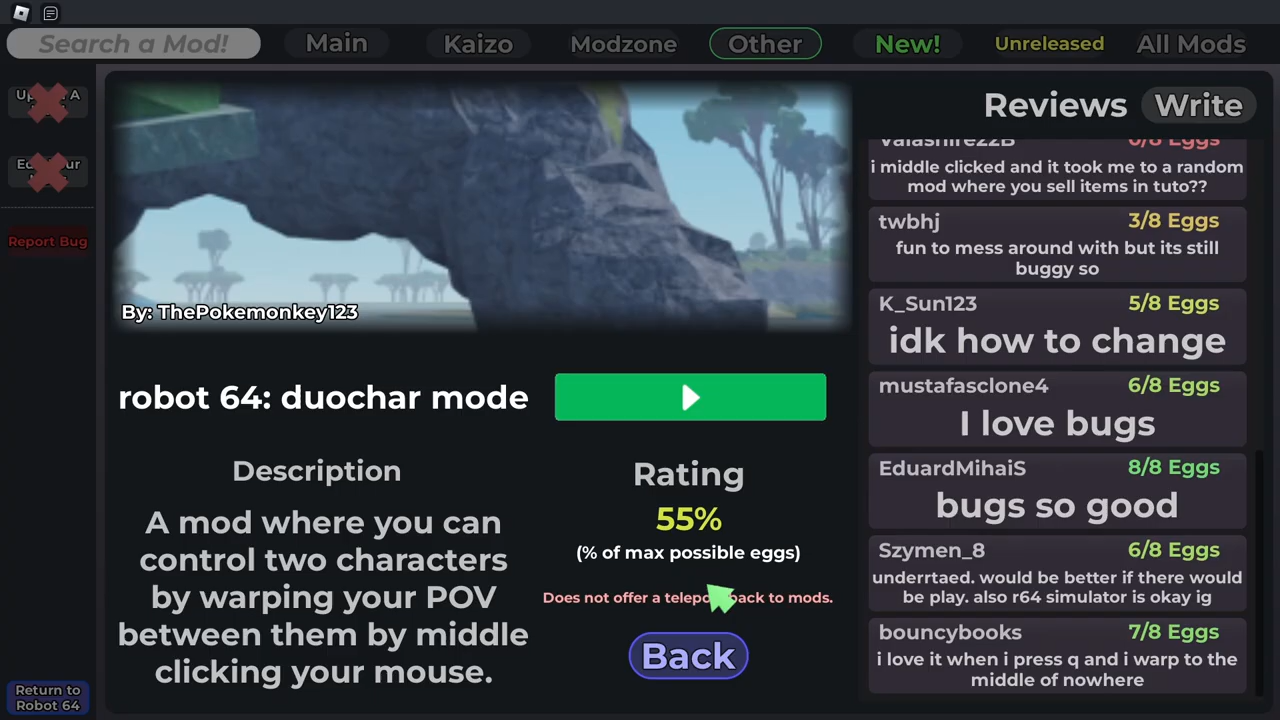 Search a Mod!
Main
Kaizo
Modzone
Other
New!
Unreleased
All Mods
Report Bug
Return to
Robot 64
By: ThePokemonkey123
robot 64: duochar mode
Description
A mod where you can
control two characters
by warping your POV
between them by middle
clicking your mouse.
Rating
55%
(% of max possible eggs)
Does not offer a back to mods.
Back
Reviews
Write
i middle clicked and it took me to a random
mod where you sell items in tuto??
twbhj
3/8 Eggs
fun to mess around with but its still
buggy so
K_Sun123
5/8 Eggs
idk how to change
mustafasclone4
6/8 Eggs
I love bugs
EduardMihaiS
8/8 Eggs
bugs so good
Szymen_8
6/8 Eggs
underrtaed. would be better if there would
be play. also r64 simulator is okay ig
bouncybooks
7/8 Eggs
i love it when i press q and i warp to the
middle of nowhere